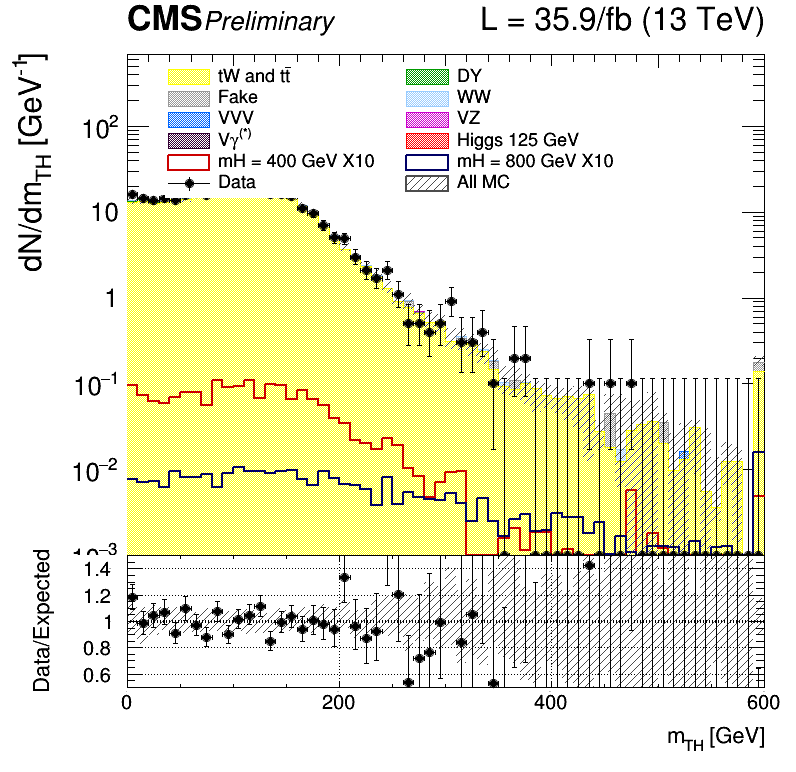 CMS Preliminary L = 35.9/fb (13 TeV)
dN/dm_TH [GeV⁻¹]
tW and tt̄ DY
Fake WW
VVV VZ
Vγ(*) Higgs 125 GeV
mH = 400 GeV X10 mH = 800 GeV X10
Data All MC
10²
10
1
10⁻¹
10⁻²
10⁻³
Data/Expected
1.4
1.2
1
0.8
0.6
0 200 400 600
m_TH [GeV]